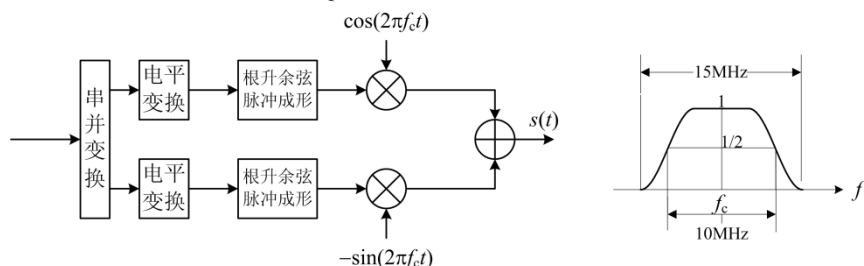 cos(2πf_ct)
串并变换
电平
变换
根升余弦
脉冲成形
s(t)
电平
变换
根升余弦
脉冲成形
−sin(2πf_ct)
15MHz
1
1/2
f
f_c
10MHz